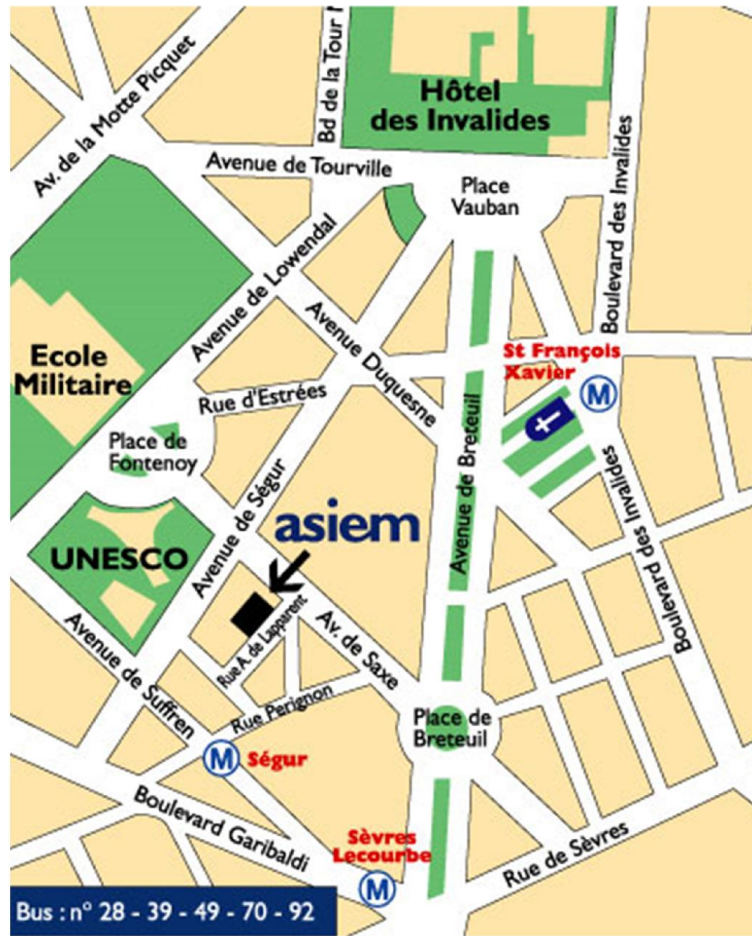 Av. de la Motte Picquet
Bd de la Tour
Hôtel
des Invalides
Avenue de Tourville
Place
Vauban
Boulevard des Invalides
Avenue de Lowendal
Ecole
Militaire
Avenue Duquesne
St François
Xavier
M
Rue d'Estrées
Place de
Fontenoy
Avenue de Breteuil
Avenue de Ségur
asiem
UNESCO
Boulevard des Invalides
Rue A. de Lapparent
Av. de Saxe
Avenue de Suffren
Rue Perignon
Place de
Breteuil
M
Ségur
Boulevard Garibaldi
Sèvres
Lecourbe
M
Rue de Sèvres
Bus : n° 28 - 39 - 49 - 70 - 92